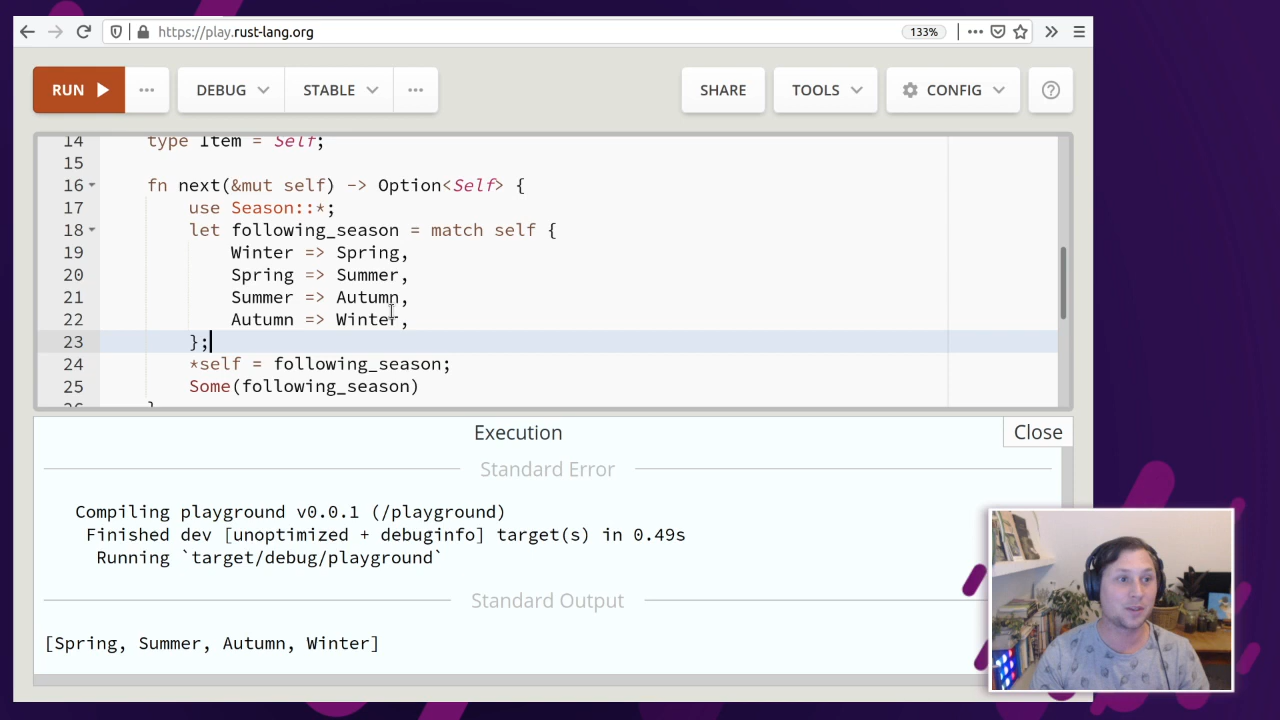 https://play.rust-lang.org 133%
RUN DEBUG STABLE SHARE TOOLS CONFIG
14 type Item = Self;
15
16 fn next(&mut self) -> Option<Self> {
17 use Season::*;
18 let following_season = match self {
19 Winter => Spring,
20 Spring => Summer,
21 Summer => Autumn,
22 Autumn => Winter,
23 };
24 *self = following_season;
25 Some(following_season)
26 }
Execution Close
Standard Error
Compiling playground v0.0.1 (/playground)
Finished dev [unoptimized + debuginfo] target(s) in 0.49s
Running `target/debug/playground`
Standard Output
[Spring, Summer, Autumn, Winter]